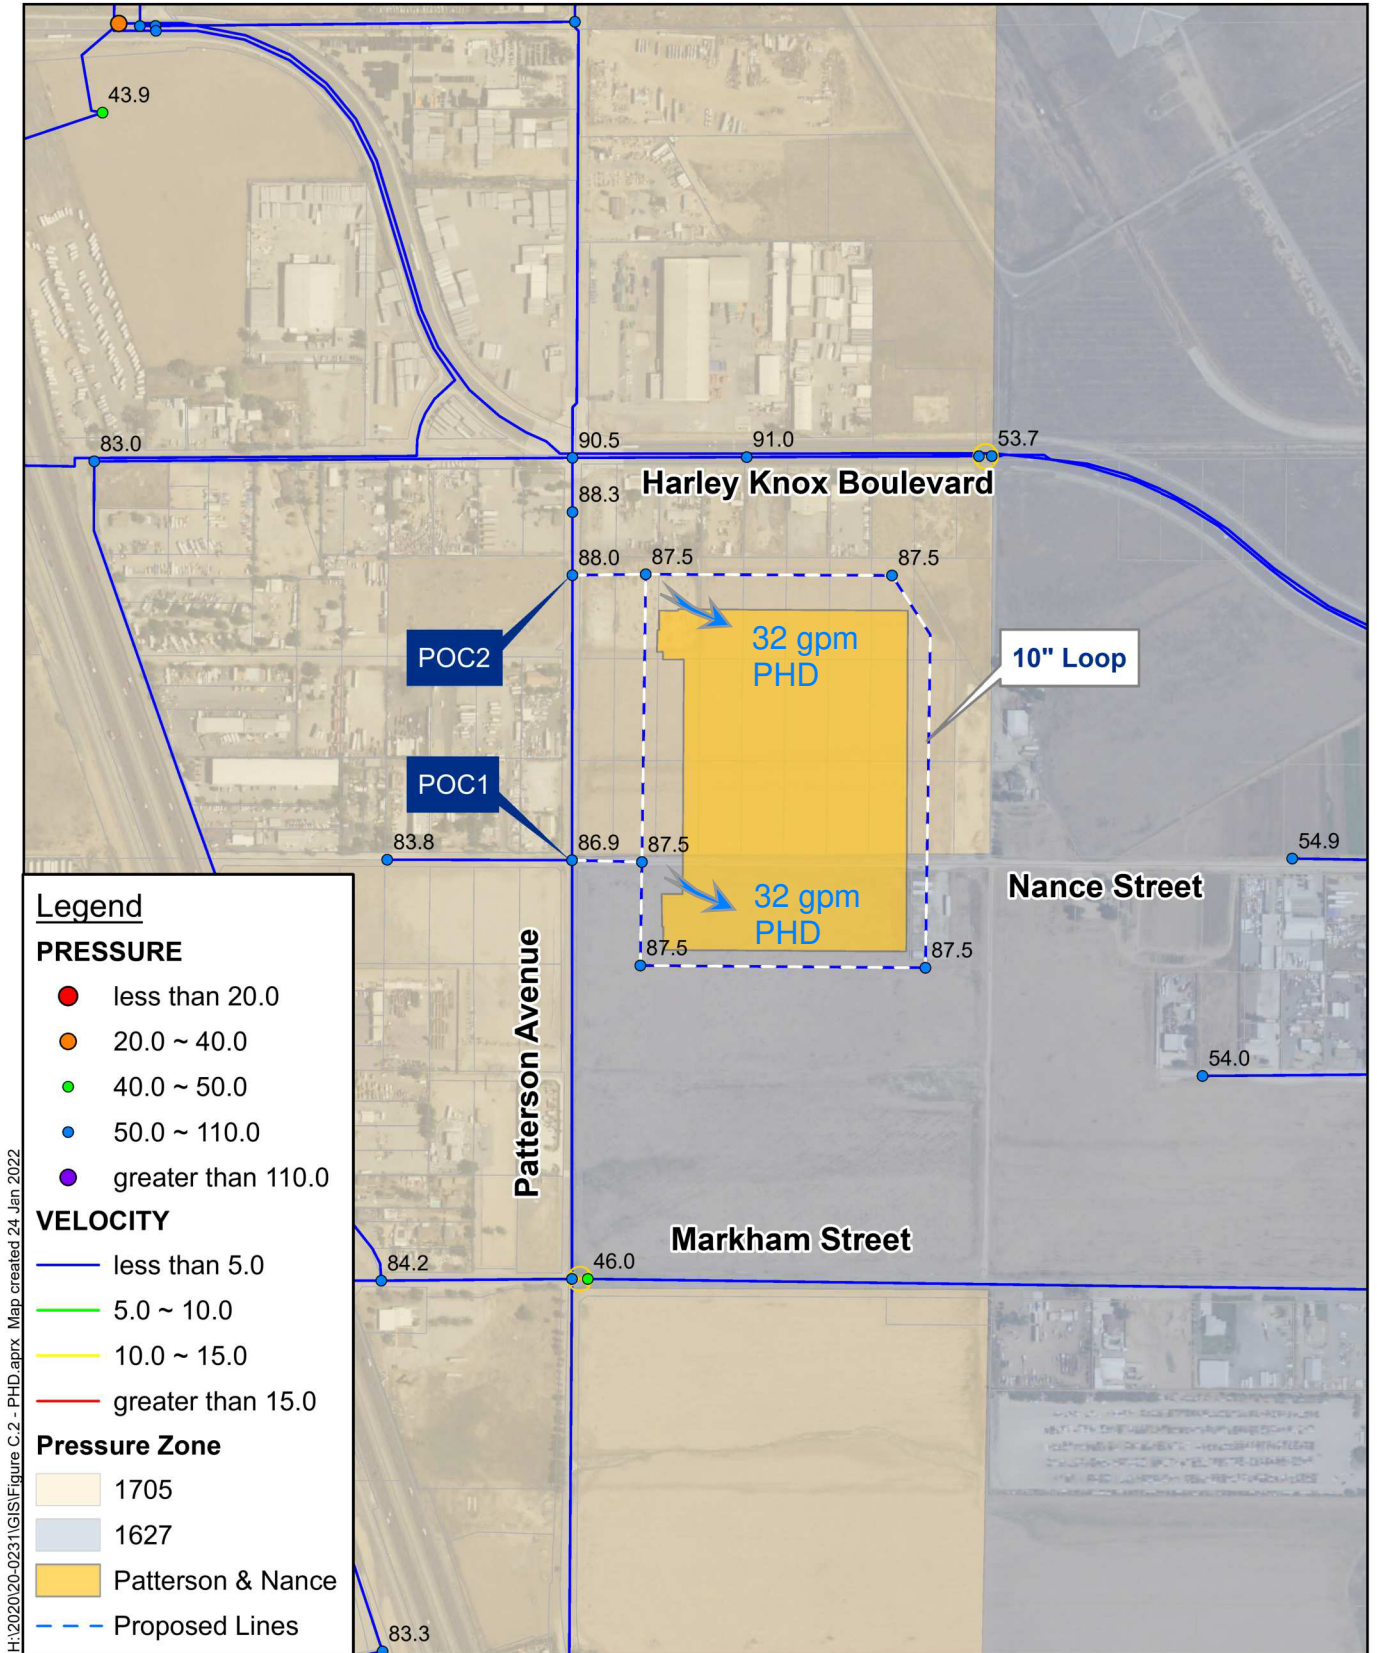 43.9
83.0
90.5
91.0
53.7
Harley Knox Boulevard
88.3
88.0
87.5
87.5
POC2
32 gpm
PHD
10" Loop
POC1
83.8
86.9
87.5
54.9
Nance Street
32 gpm
PHD
87.5
87.5
Patterson Avenue
54.0
Markham Street
84.2
46.0
83.3
Legend
PRESSURE
less than 20.0
20.0 ~ 40.0
40.0 ~ 50.0
50.0 ~ 110.0
greater than 110.0
VELOCITY
less than 5.0
5.0 ~ 10.0
10.0 ~ 15.0
greater than 15.0
Pressure Zone
1705
1627
Patterson & Nance
Proposed Lines
H:\2020\20-0231\GIS\Figure C.2 - PHD.aprx Map created 24 Jan 2022